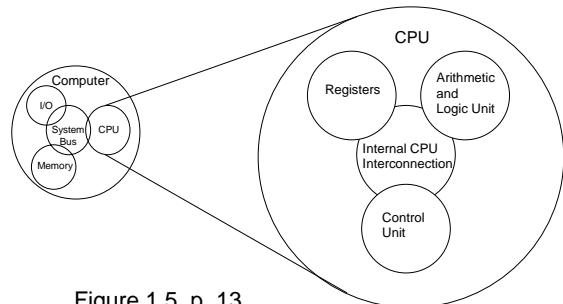 Computer
I/O
System
Bus
CPU
Memory
CPU
Registers
Arithmetic
and
Logic Unit
Internal CPU
Interconnection
Control
Unit
Figure 1.5, p. 13